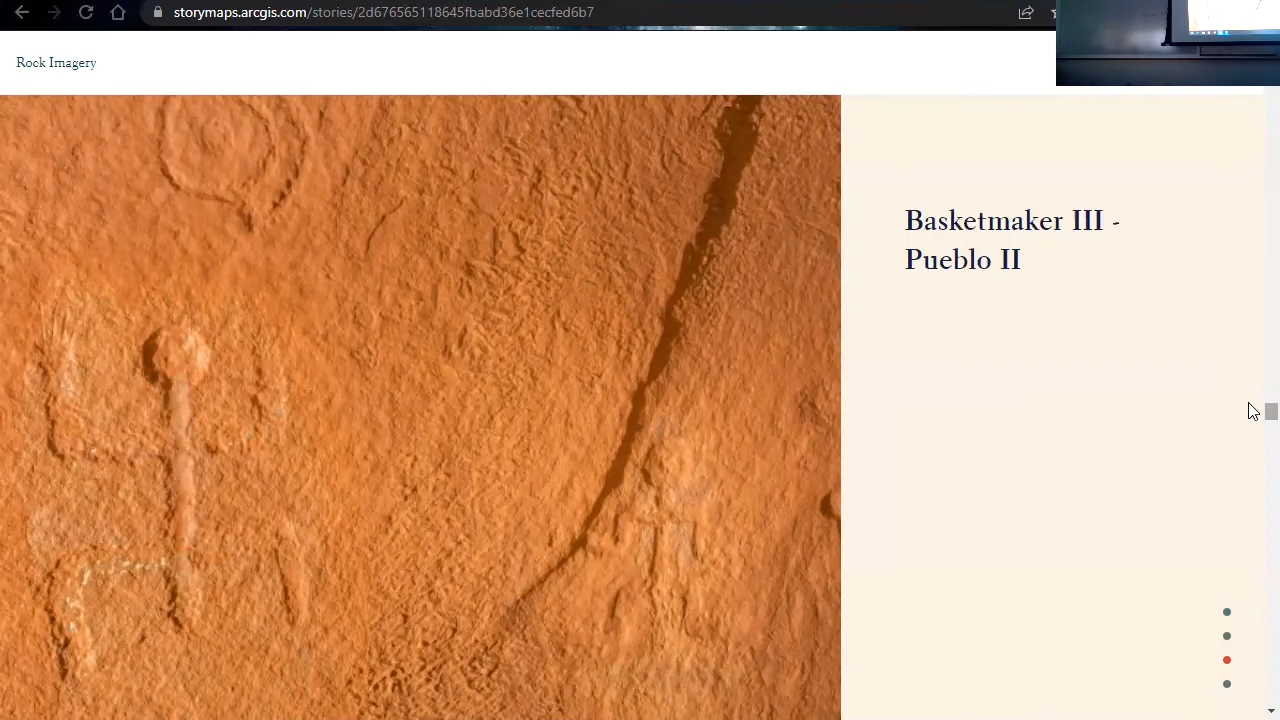 storymaps.arcgis.com/stories/2d676565118645fbabd36e1cecfed6b7
Rock Imagery
Basketmaker III -
Pueblo II